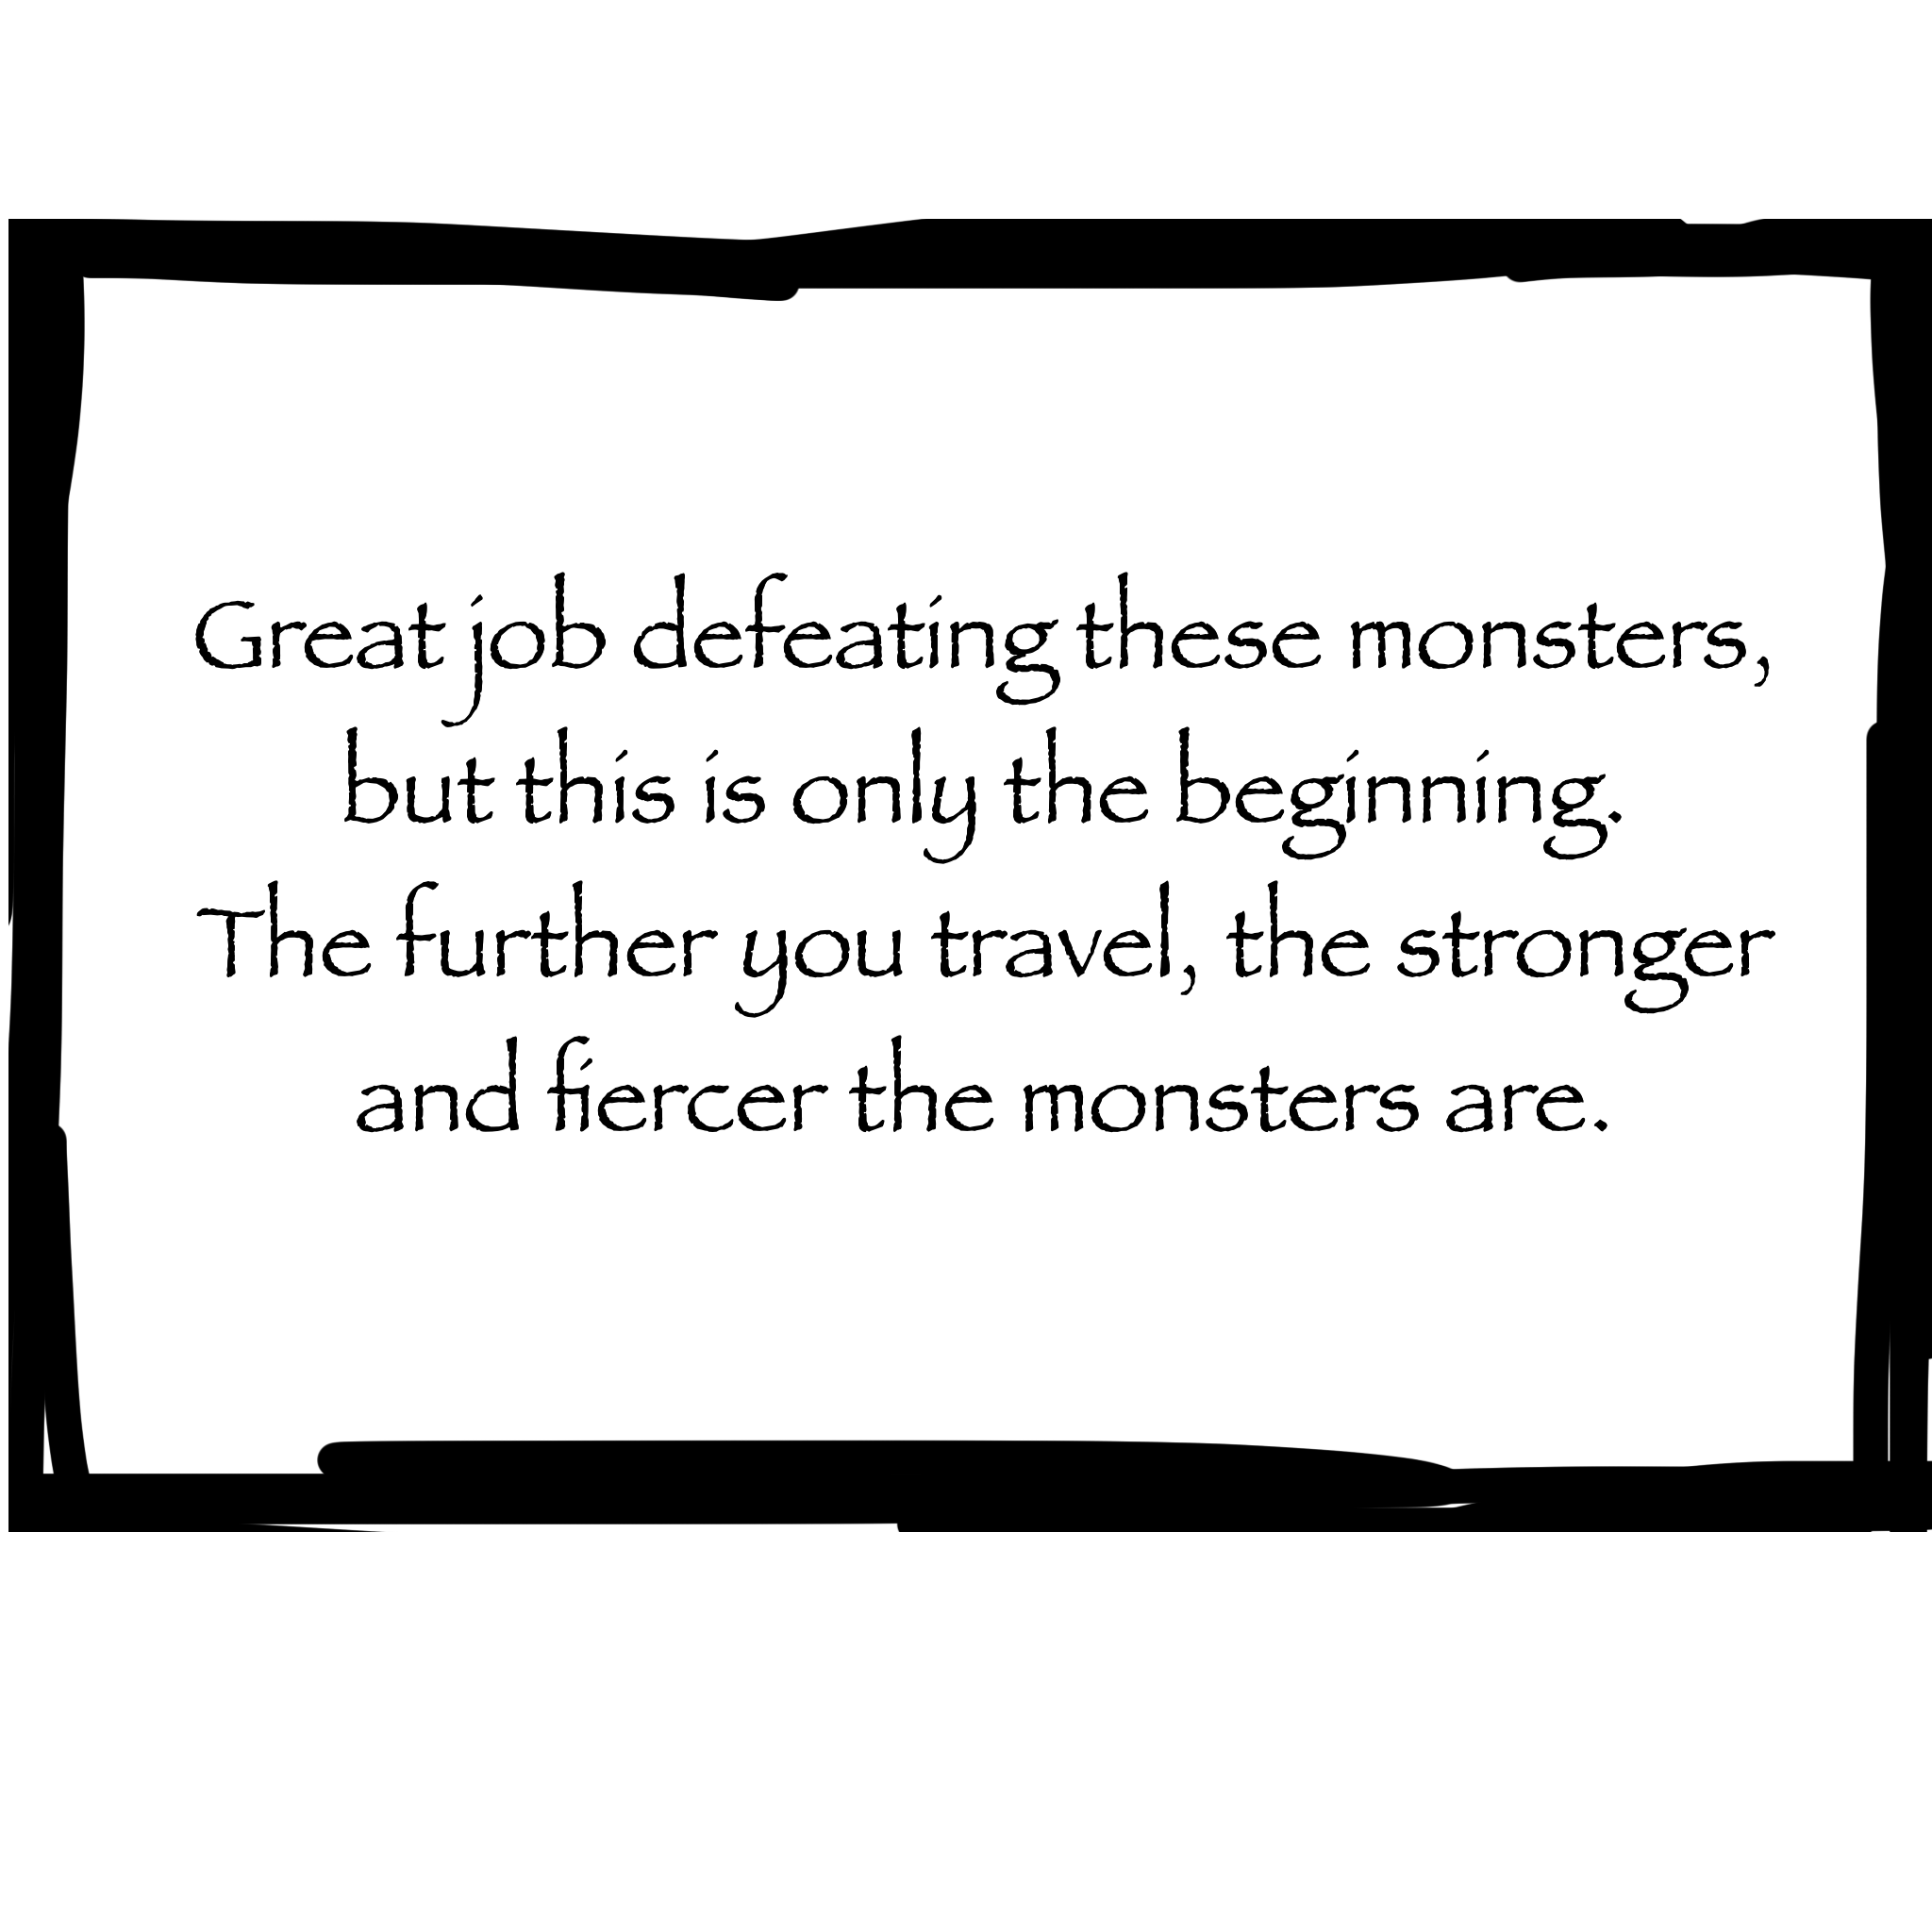 Great job defeating those monsters,
but this is only the beginning.
The further you travel, the stronger
and fiercer the monsters are.